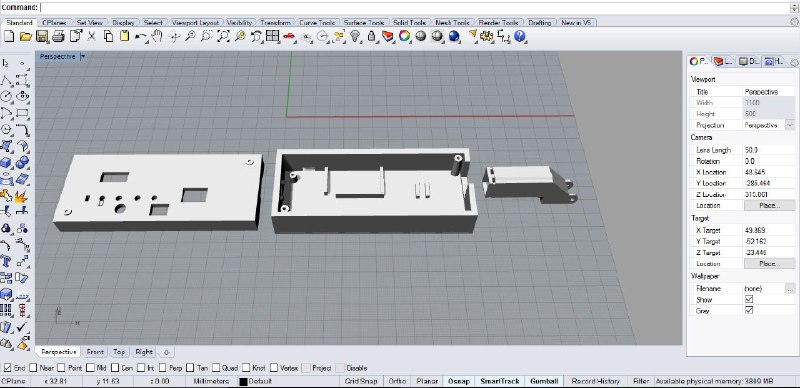 Command:
Standard CPlanes Set View Display Select Viewport Layout Visibility Transform Curve Tools Surface Tools Solid Tools Mesh Tools Render Tools Drafting New in V5
Perspective
P... L... Di... H...
Viewport
Title Perspective
Width 1100
Height 500
Projection Perspective
Camera
Lens Length 50.0
Rotation 0.0
X Location 48.645
Y Location -285.464
Z Location
Location Place...
Target
X Target 49.869
Y Target -52.162
Z Target -23.446
Location Place...
Wallpaper
Filename (none) ...
Show
Gray
Perspective Front Top Right
End Near Point Mid Cen Int Perp Tan Quad Knot Vertex Project Disable
CPlane x 32.81 y 11.63 z 0.00 Millimeters Default Grid Snap Ortho Planar Osnap SmartTrack Gumball Record History Filter Available physical memory: 3809 MB